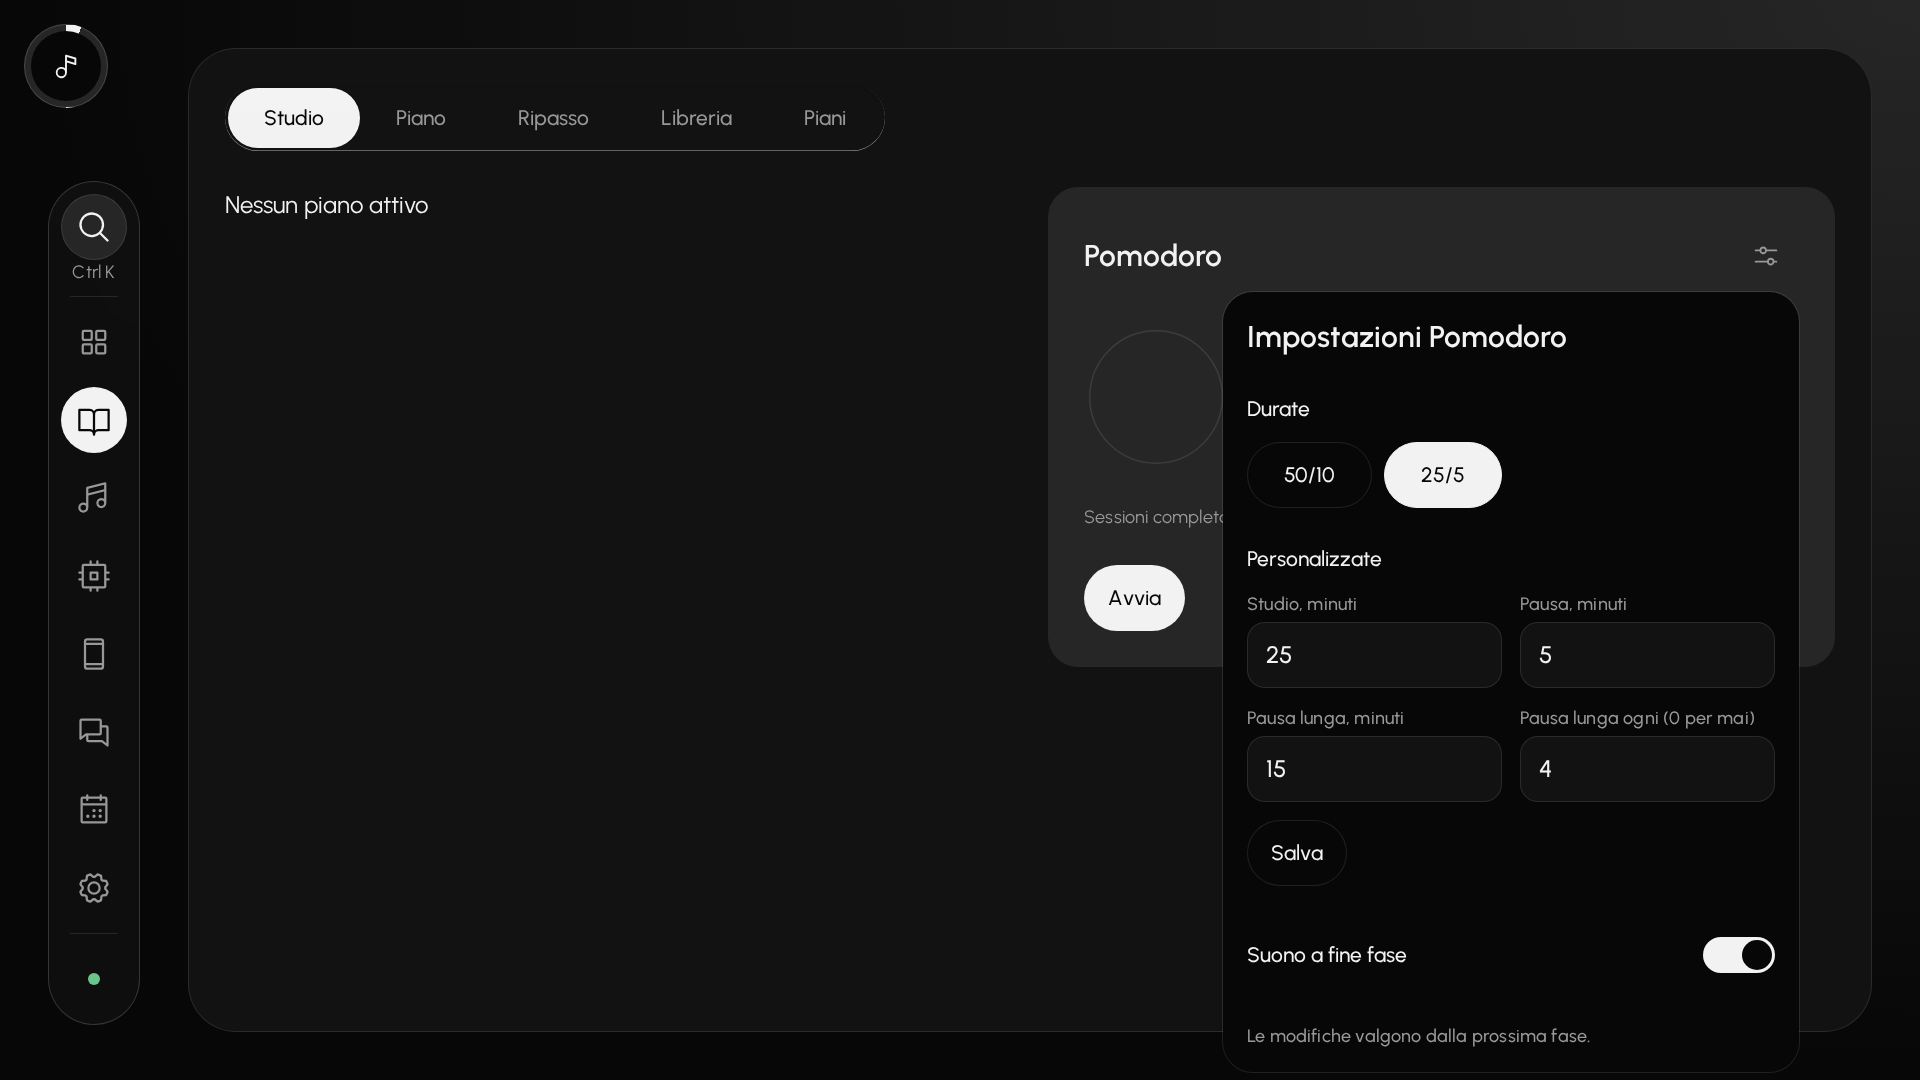 Studio
Piano
Ripasso
Libreria
Piani
Ctrl K
Nessun piano attivo
Pomodoro
Sessioni
Avvia
Impostazioni Pomodoro
Durate
50/10
25/5
Personalizzate
Studio, minuti
Pausa, minuti
25
5
Pausa lunga, minuti
Pausa lunga ogni (0 per mai)
15
4
Salva
Suono a fine fase
Le modifiche valgono dalla prossima fase.